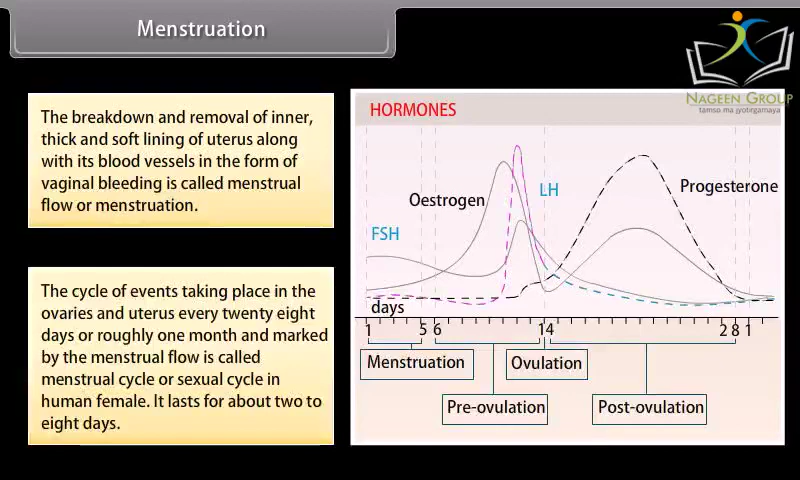 Menstruation
NAGEEN GROUP
tamso ma jyotirgamaya
The breakdown and removal of inner,
thick and soft lining of uterus along
with its blood vessels in the form of
vaginal bleeding is called menstrual
flow or menstruation.
The cycle of events taking place in the
ovaries and uterus every twenty eight
days or roughly one month and marked
by the menstrual flow is called
menstrual cycle or sexual cycle in
human female. It lasts for about two to
eight days.
HORMONES
Oestrogen
LH
Progesterone
FSH
days
1 5 6 14 28 1
Menstruation
Ovulation
Pre-ovulation
Post-ovulation